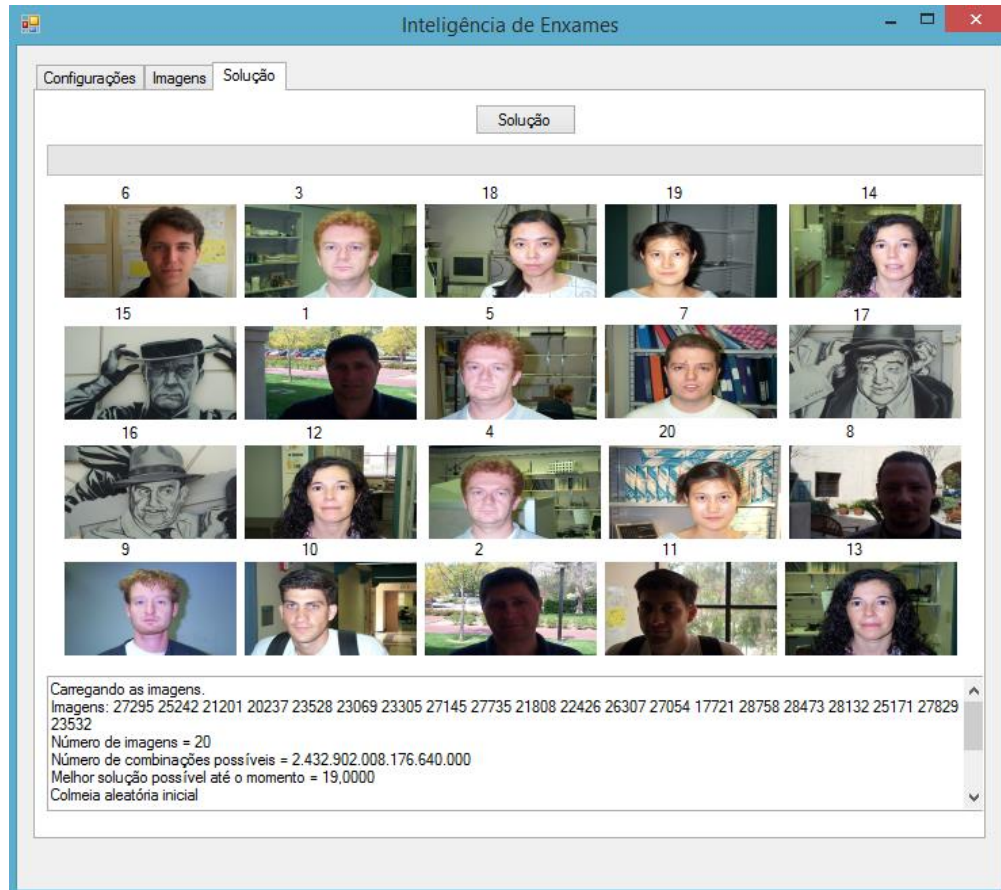 Inteligência de Enxames
Configurações Imagens Solução
Solução
6 3 18 19 14
15 1 5 7 17
16 12 4 20 8
9 10 2 11 13
Carregando as imagens.
Imagens: 27295 25242 21201 20237 23528 23069 23305 27145 27735 21808 22426 26307 27054 17721 28758 28473 28132 25171 27829
23532
Número de imagens = 20
Número de combinações possíveis = 2.432.902.008.176.640.000
Melhor solução possível até o momento = 19,0000
Colmeia aleatória inicial